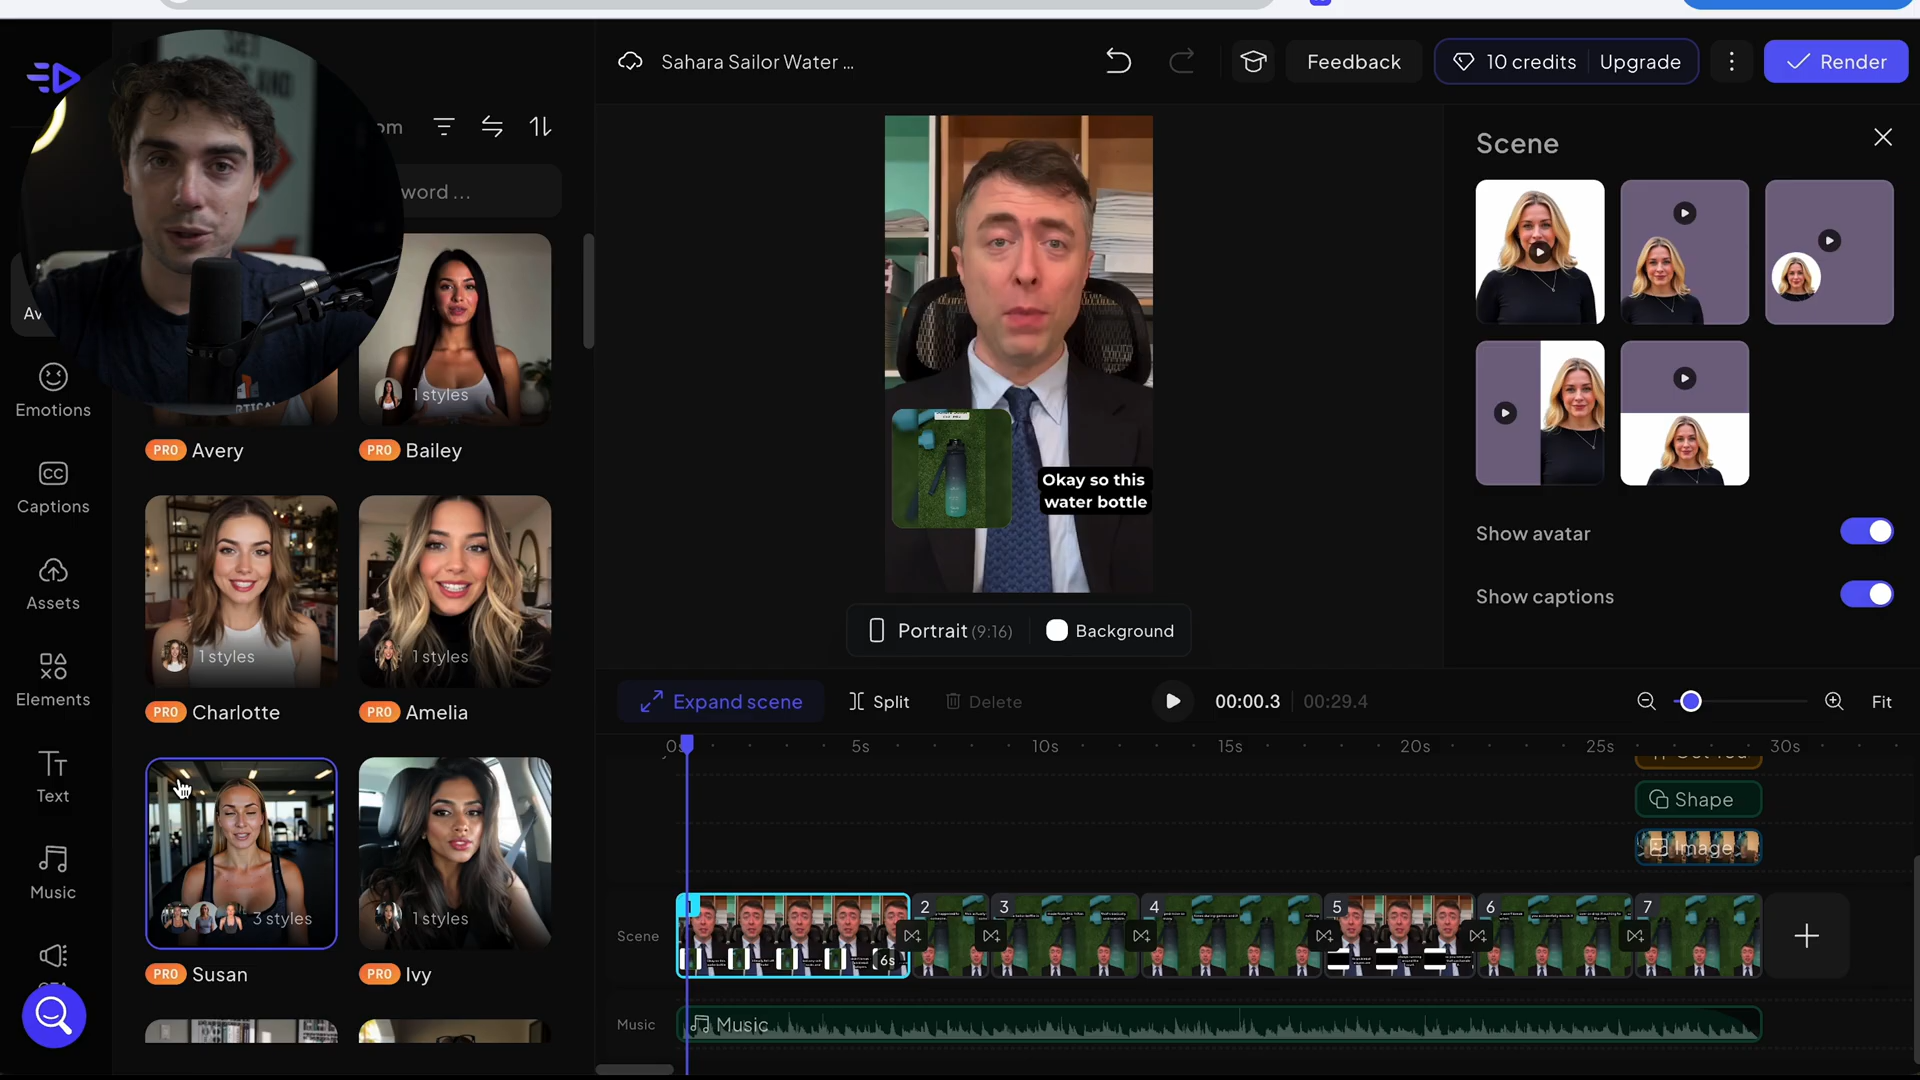 Sahara Sailor Water ...
Feedback
10 credits
Upgrade
Render
om
word ...
Av
Emotions
CC
Captions
Assets
Elements
Text
Music
1 styles
PRO Avery
PRO Bailey
1 styles
1 styles
PRO Charlotte
PRO Amelia
3 styles
1 styles
PRO Susan
PRO Ivy
Okay so this
water bottle
Portrait (9:16)
Background
Scene
Show avatar
Show captions
Expand scene
Split
Delete
00:00.3
00:29.4
Fit
5s
10s
15s
20s
25s
30s
Shape
Image
Scene
1
6s
2
3
4
5
6
7
Music
Music